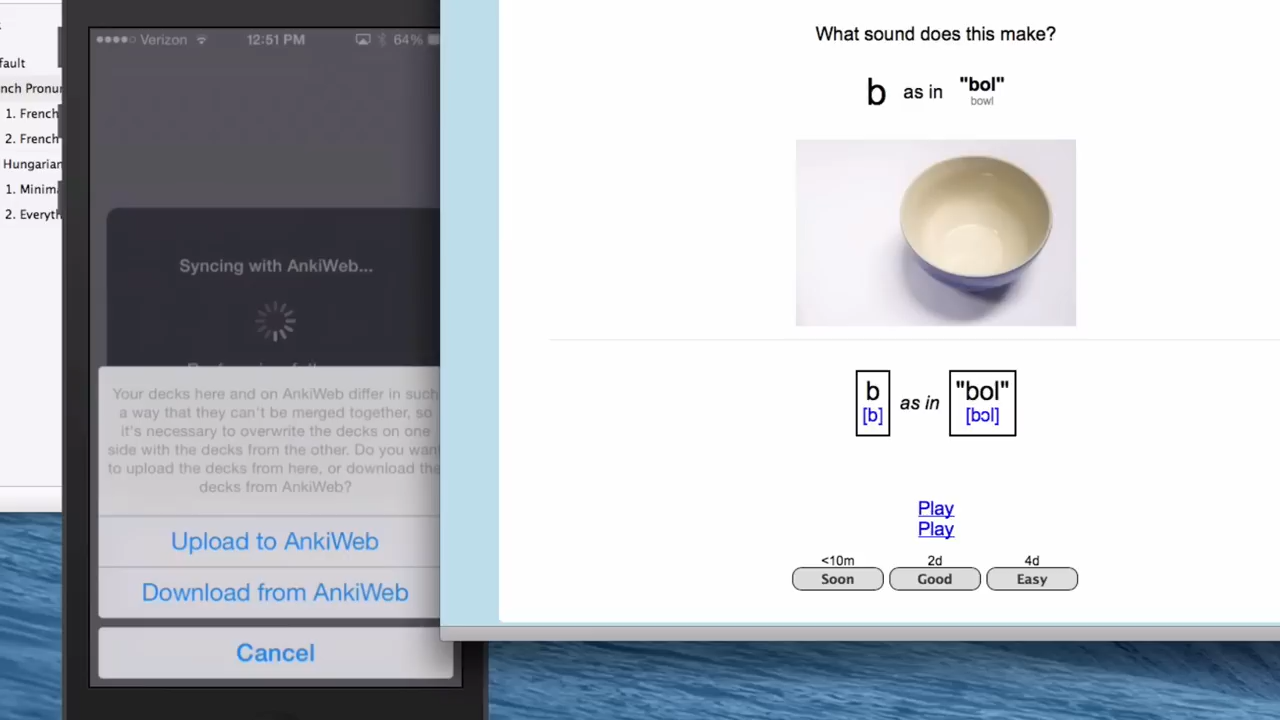 fault
nch Pronun
1. French
2. French
Hungarian
1. Minima
2. Everyth
Verizon 12:51 PM 64%
Syncing with AnkiWeb...
Your decks here and on AnkiWeb differ in such
a way that they can't be merged together, so
it's necessary to overwrite the decks on one
side with the decks from the other. Do you want
to upload the decks from here, or download the
decks from AnkiWeb?
Upload to AnkiWeb
Download from AnkiWeb
Cancel
What sound does this make?
b as in "bol"
bowl
b as in "bol"
[b] [bɔl]
Play
Play
<10m 2d 4d
Soon Good Easy